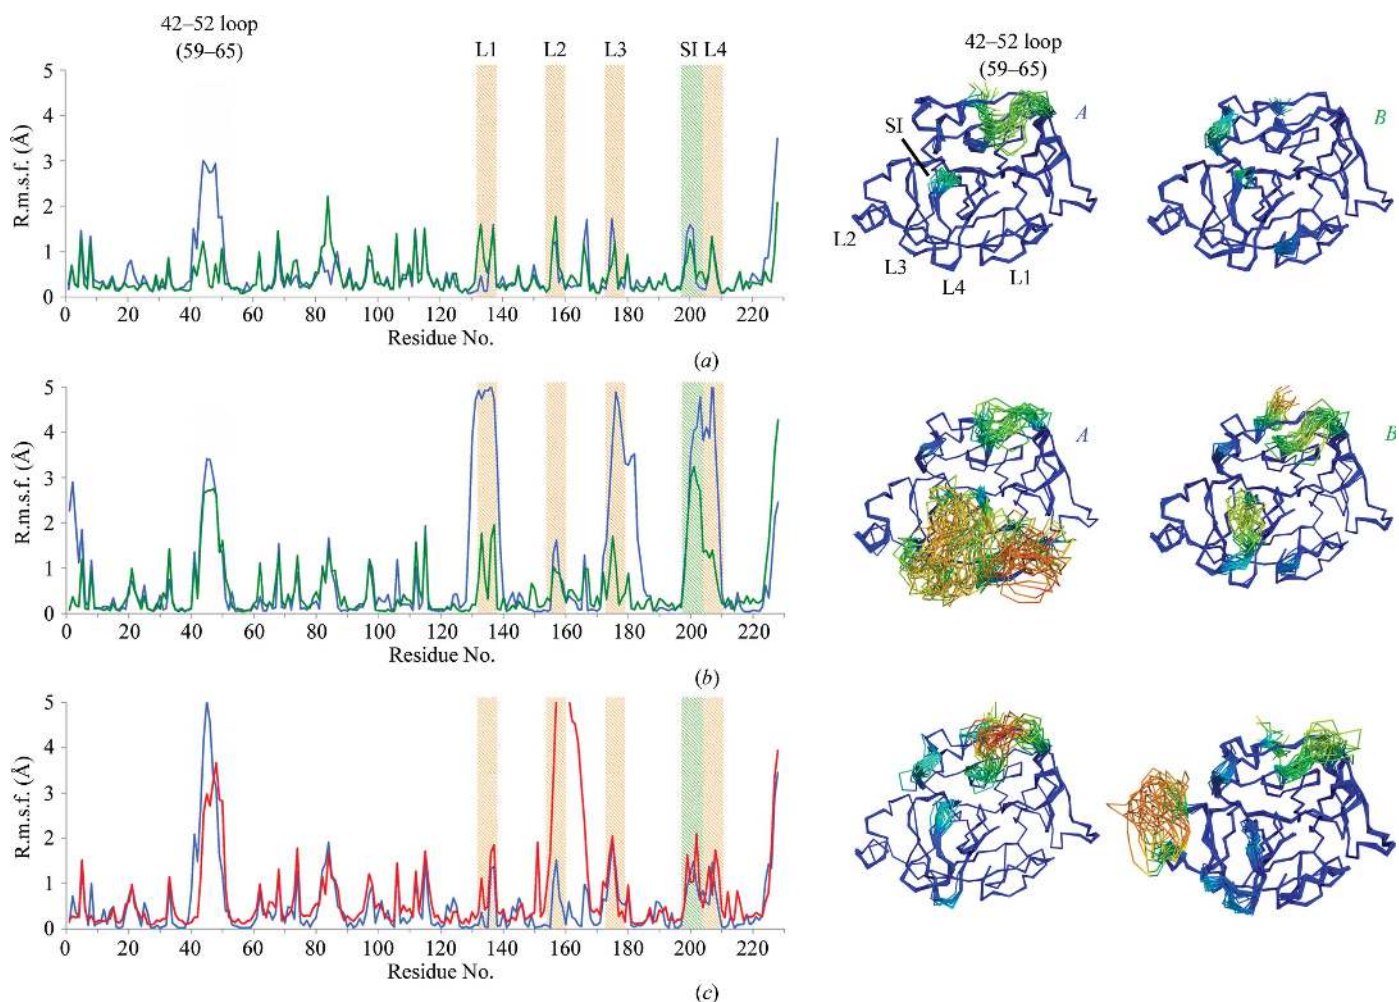 42–52 loop
(59–65)
L1 L2 L3 SI L4
5
4
3
2
1
0
R.m.s.f. (Å)
0 20 40 60 80 100 120 140 160 180 200 220
Residue No.
42–52 loop
(59–65)
SI
A
B
L2
L3
L4
L1
(a)
5
4
3
2
1
0
R.m.s.f. (Å)
0 20 40 60 80 100 120 140 160 180 200 220
Residue No.
A
B
(b)
5
4
3
2
1
0
R.m.s.f. (Å)
0 20 40 60 80 100 120 140 160 180 200 220
Residue No.
(c)